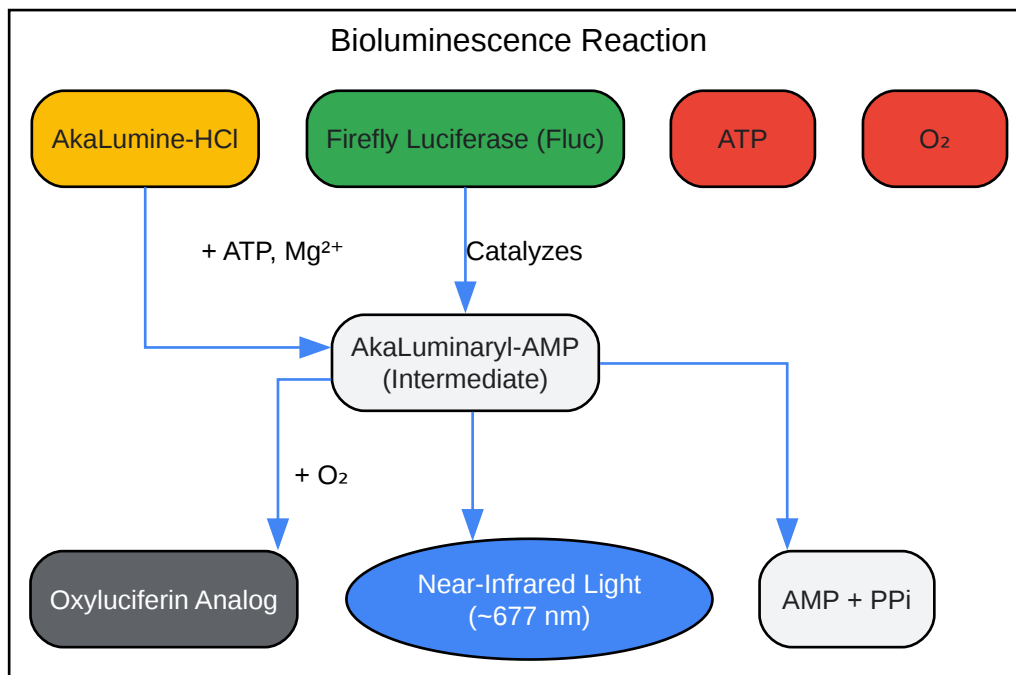 Bioluminescence Reaction
AkaLumine-HCl
Firefly Luciferase (Fluc)
ATP
O₂
+ ATP, Mg²⁺
Catalyzes
AkaLuminaryl-AMP
(Intermediate)
+ O₂
Oxyluciferin Analog
Near-Infrared Light
(~677 nm)
AMP + PPi